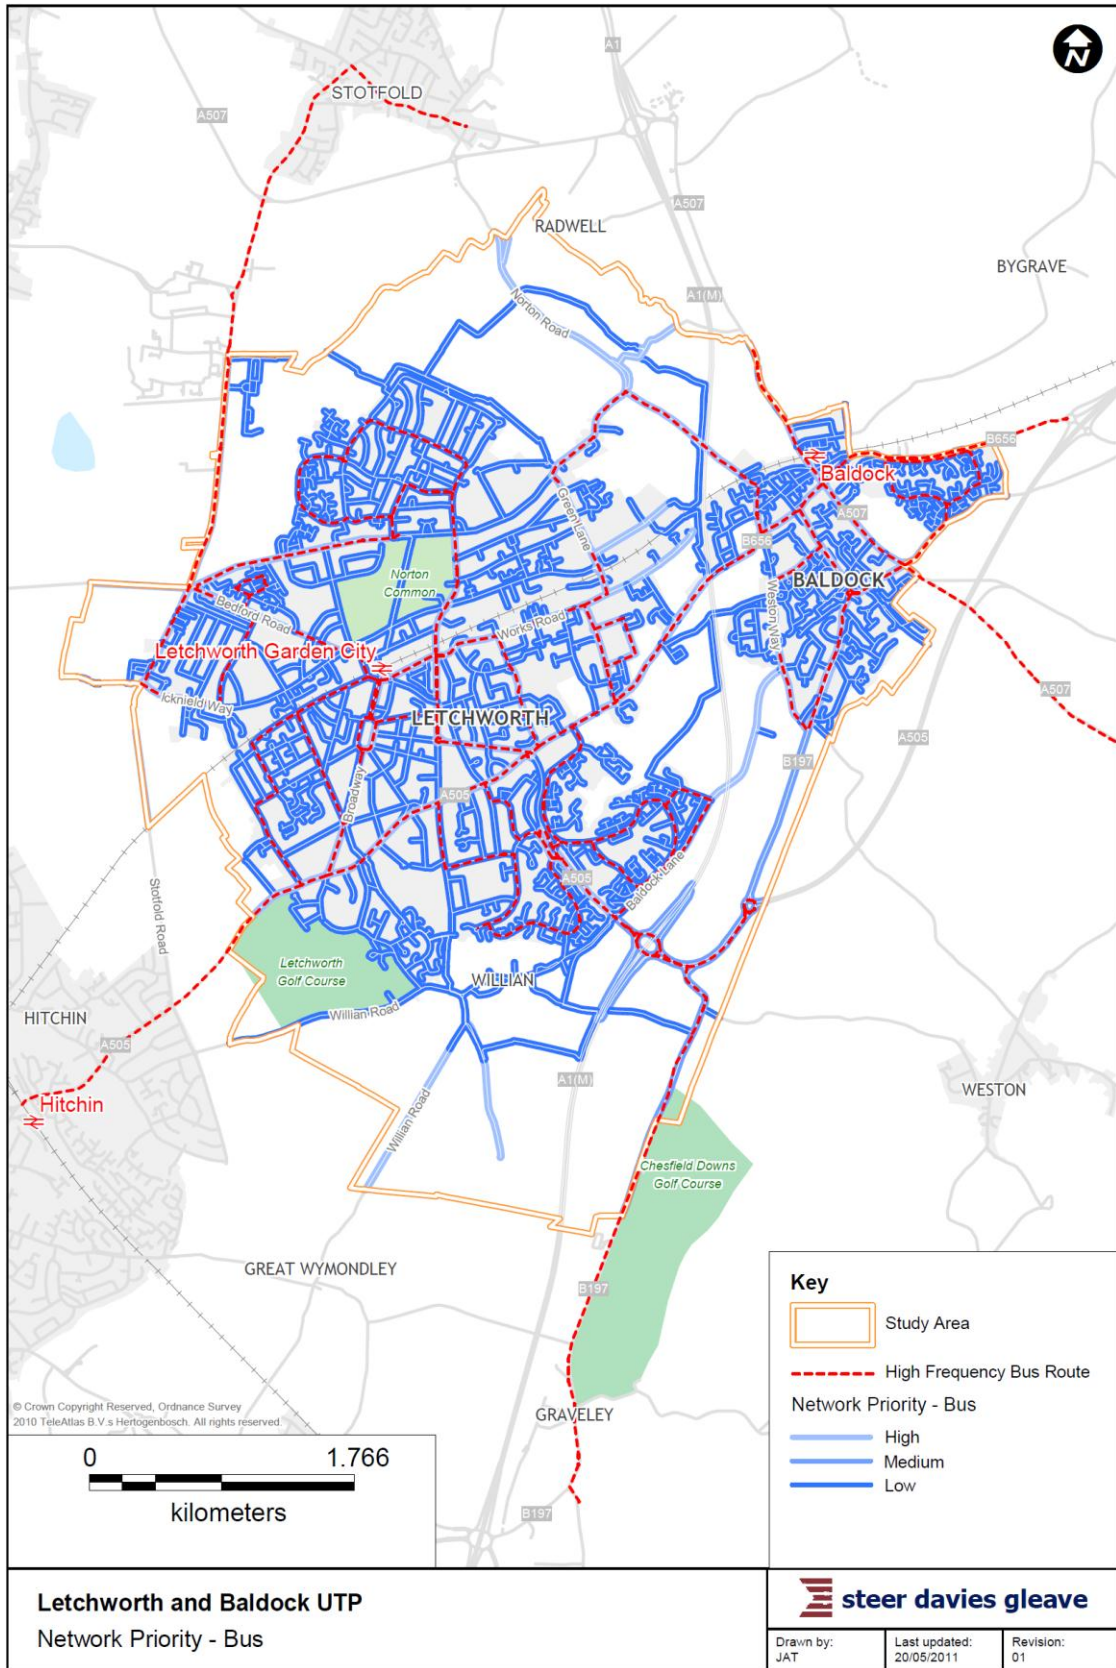 N
A1
STOTFOLD
A507
A507
RADWELL
BYGRAVE
A1(M)
Norton Road
B656
Baldock
Green Lane
A507
B656
Norton
Common
BALDOCK
Weston Way
Bedford Road
Works Road
Letchworth Garden City
A507
Icknield Way
LETCHWORTH
A505
B197
Broadway
A505
A505
Baldock Lane
Stotfold Road
Letchworth
Golf Course
WILLIAN
Willian Road
HITCHIN
A505
A1(M)
WESTON
Hitchin
Willian Road
Chesfield Downs
Golf Course
GREAT WYMONDLEY
B197
GRAVELEY
B197
© Crown Copyright Reserved, Ordnance Survey
2010 TeleAtlas B.V.s Hertogenbosch. All rights reserved.
0 1.766
kilometers
Key
Study Area
High Frequency Bus Route
Network Priority - Bus
High
Medium
Low
Letchworth and Baldock UTP
Network Priority - Bus
steer davies gleave
Drawn by:
JAT
Last updated:
20/05/2011
Revision:
01